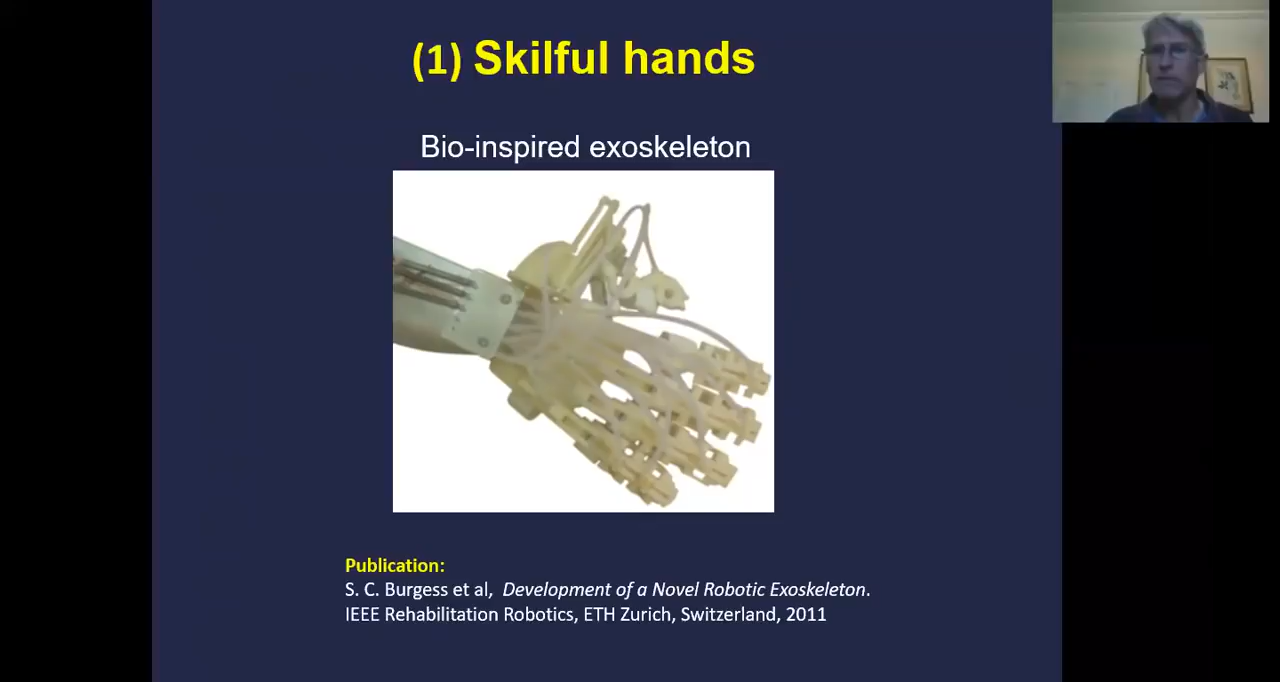 (1) Skilful hands
Bio-inspired exoskeleton
Publication:
S. C. Burgess et al, Development of a Novel Robotic Exoskeleton.
IEEE Rehabilitation Robotics, ETH Zurich, Switzerland, 2011